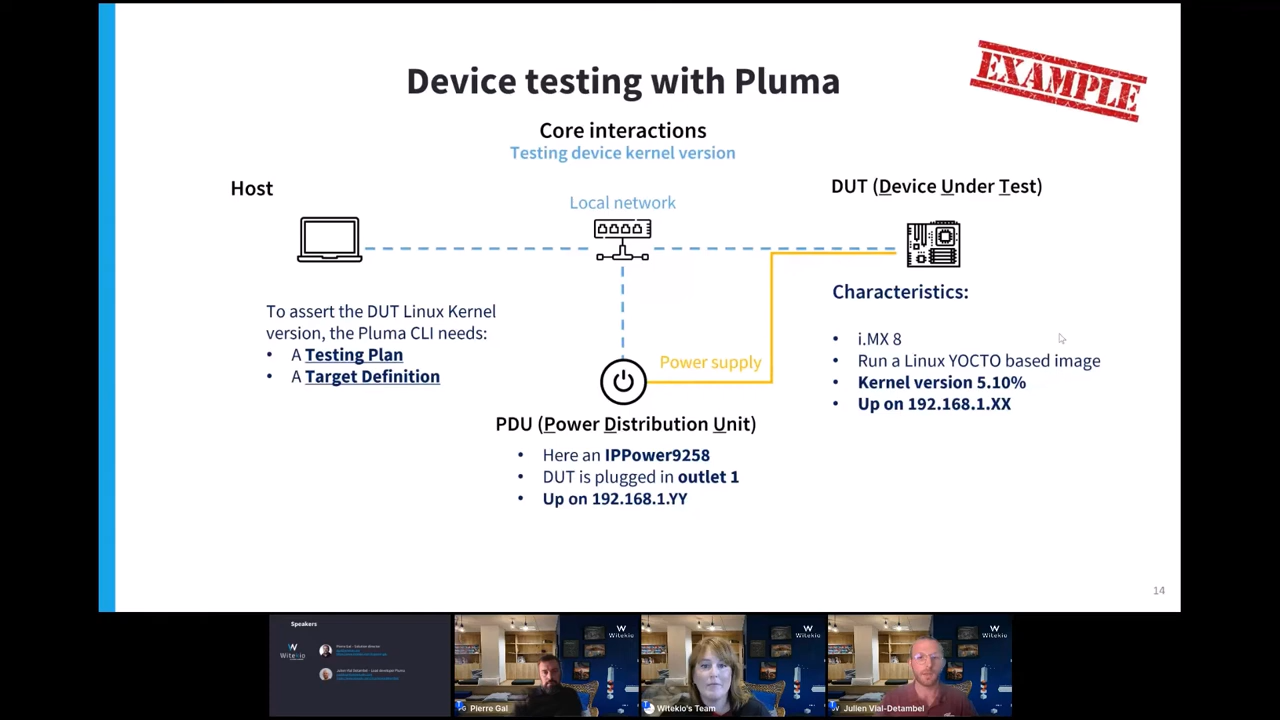 Device testing with Pluma
EXAMPLE
Core interactions
Testing device kernel version
Host
Local network
DUT (Device Under Test)
To assert the DUT Linux Kernel
version, the Pluma CLI needs:
• A Testing Plan
• A Target Definition
Power supply
PDU (Power Distribution Unit)
• Here an IPPower9258
• DUT is plugged in outlet 1
• Up on 192.168.1.YY
Characteristics:
• i.MX 8
• Run a Linux YOCTO based image
• Kernel version 5.10%
• Up on 192.168.1.XX
14
Speakers
Witekio
Witekio
Pierre Gal
Witekio
Witekio's Team
Witekio
Julien Vial-Detambel